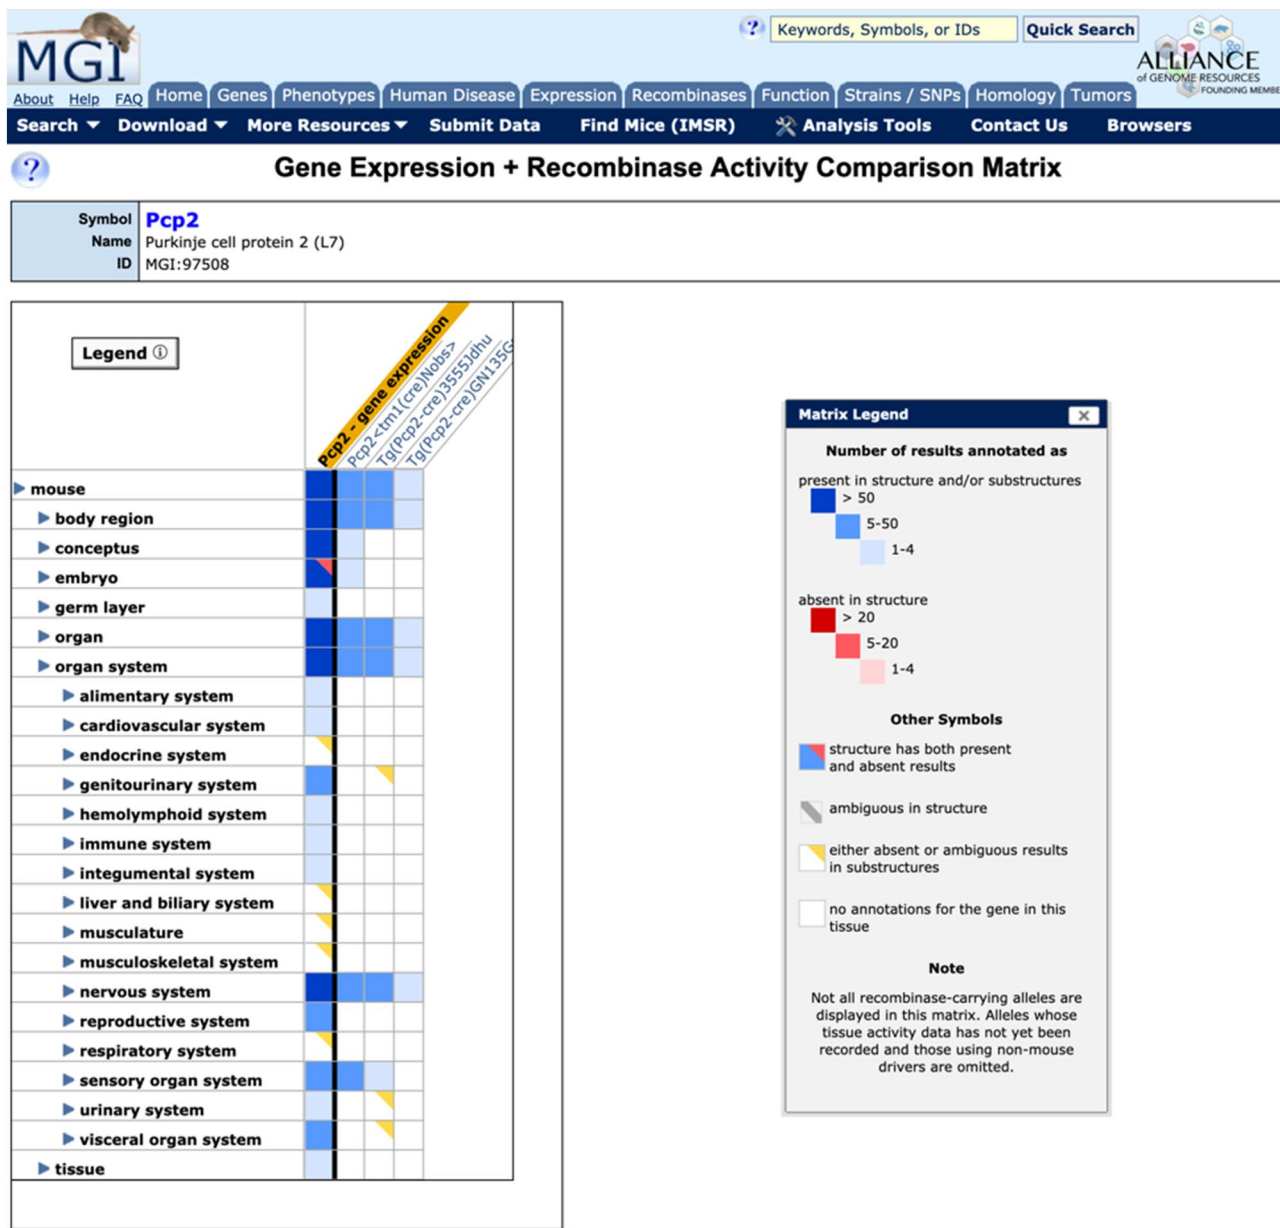 MGI
Keywords, Symbols, or IDs
Quick Search
ALLIANCE
of GENOME RESOURCES
FOUNDING MEMBE
About Help FAQ Home Genes Phenotypes Human Disease Expression Recombinases Function Strains / SNPs Homology Tumors
Search Download More Resources Submit Data Find Mice (IMSR) Analysis Tools Contact Us Browsers
? Gene Expression + Recombinase Activity Comparison Matrix
Symbol Pcp2
Name Purkinje cell protein 2 (L7)
ID MGI:97508
Legend ⓘ
Pcp2 - gene expression
Pcp2<tm1(cre)Nobs>
Tg(Pcp2-cre)3555Jdhu
Tg(Pcp2-cre)GN135G
mouse
body region
conceptus
embryo
germ layer
organ
organ system
alimentary system
cardiovascular system
endocrine system
genitourinary system
hemolymphoid system
immune system
integumental system
liver and biliary system
musculature
musculoskeletal system
nervous system
reproductive system
respiratory system
sensory organ system
urinary system
visceral organ system
tissue
Matrix Legend
Number of results annotated as
present in structure and/or substructures
> 50
5-50
1-4
absent in structure
> 20
5-20
1-4
Other Symbols
structure has both present
and absent results
ambiguous in structure
either absent or ambiguous results
in substructures
no annotations for the gene in this
tissue
Note
Not all recombinase-carrying alleles are
displayed in this matrix. Alleles whose
tissue activity data has not yet been
recorded and those using non-mouse
drivers are omitted.